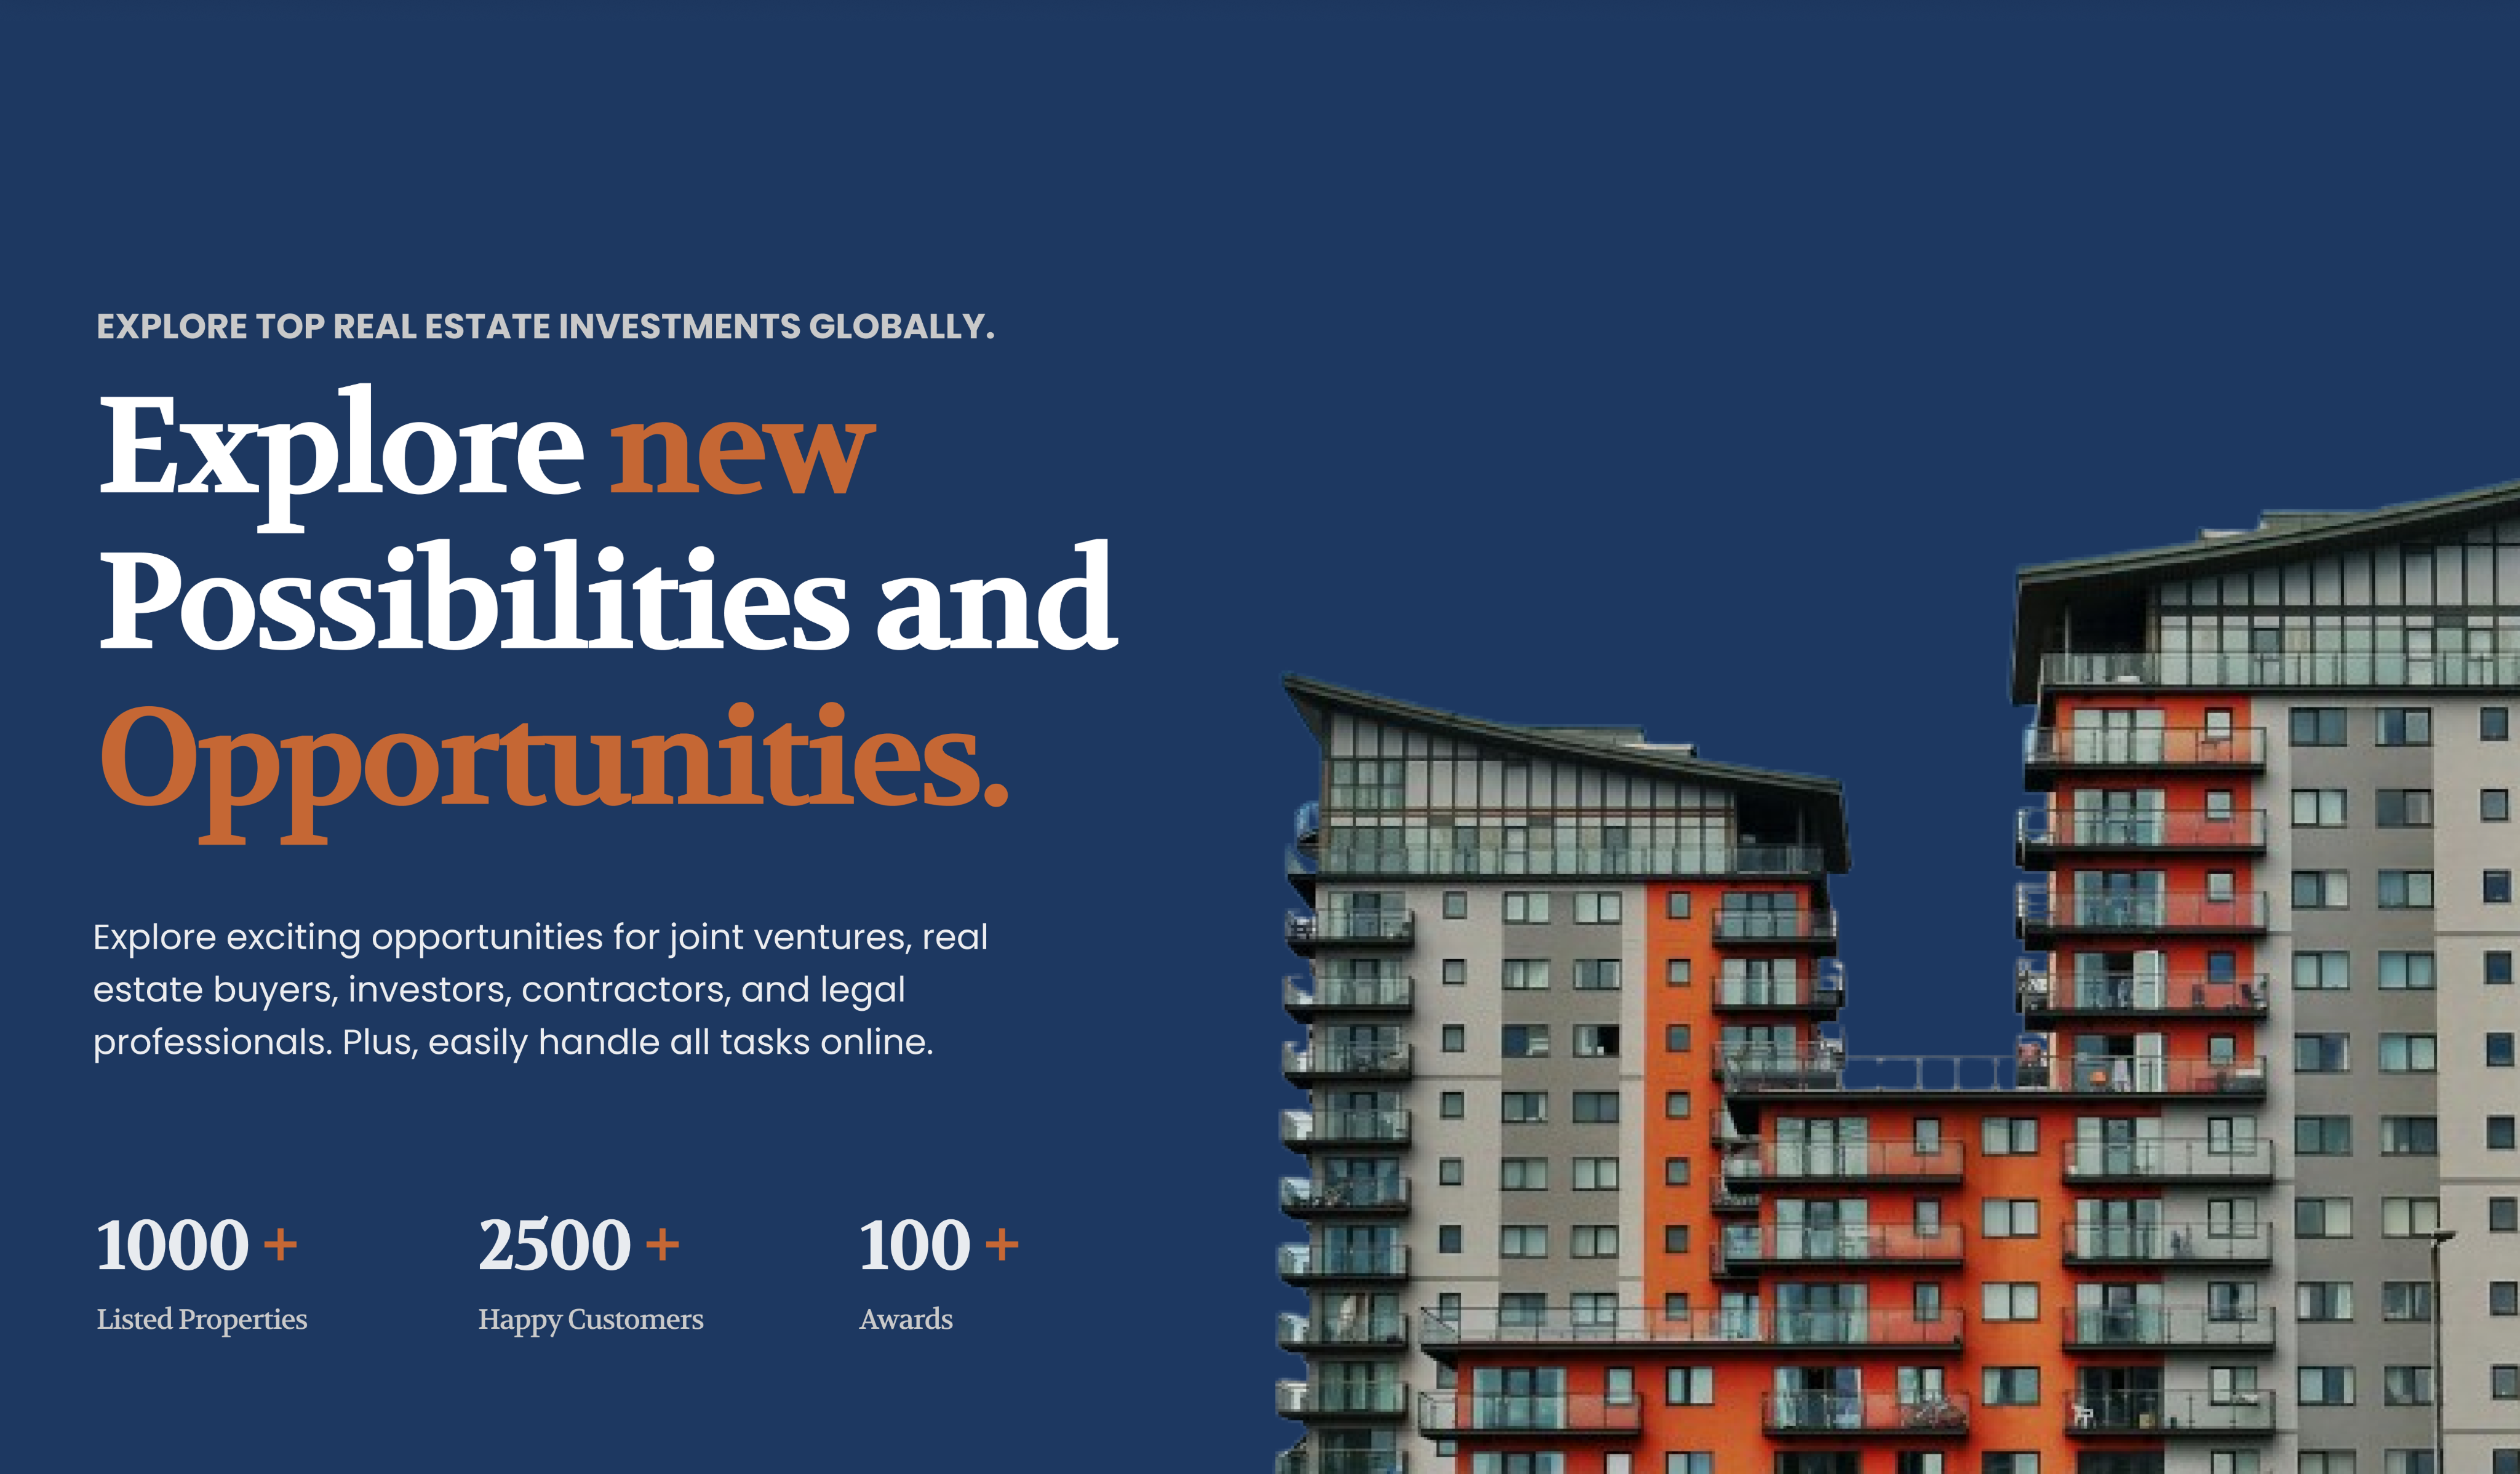 EXPLORE TOP REAL ESTATE INVESTMENTS GLOBALLY.
Explore new
Possibilities and
Opportunities.
Explore exciting opportunities for joint ventures, real
estate buyers, investors, contractors, and legal
professionals. Plus, easily handle all tasks online.
1000 + 2500 + 100 +
Listed Properties Happy Customers Awards